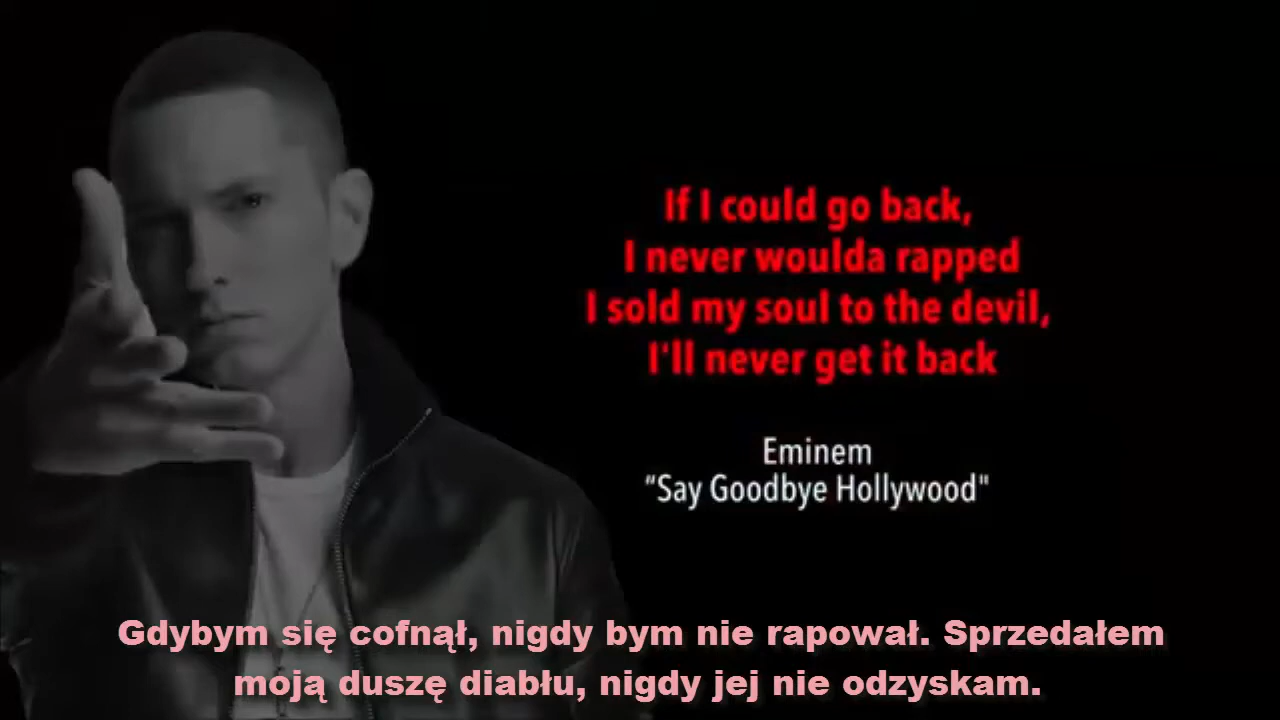 If I could go back,
I never woulda rapped
I sold my soul to the devil,
I'll never get it back
Eminem
“Say Goodbye Hollywood"
Gdybym się cofnął, nigdy bym nie rapował. Sprzedałem
moją duszę diabłu, nigdy jej nie odzyskam.